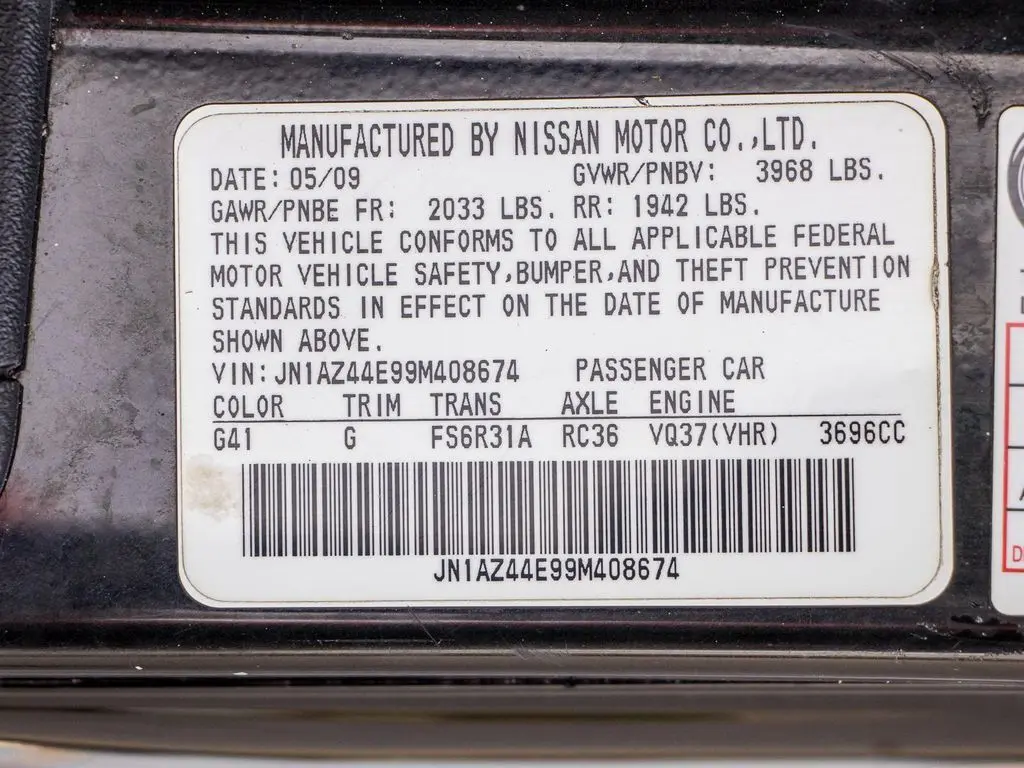 MANUFACTURED BY NISSAN MOTOR CO.,LTD.
DATE: 05/09 GVWR/PNBV: 3968 LBS.
GAWR/PNBE FR: 2033 LBS. RR: 1942 LBS.
THIS VEHICLE CONFORMS TO ALL APPLICABLE FEDERAL
MOTOR VEHICLE SAFETY,BUMPER,AND THEFT PREVENTION
STANDARDS IN EFFECT ON THE DATE OF MANUFACTURE
SHOWN ABOVE.
VIN: JN1AZ44E99M408674 PASSENGER CAR
COLOR TRIM TRANS AXLE ENGINE
G41 G FS6R31A RC36 VQ37(VHR) 3696CC
JN1AZ44E99M408674